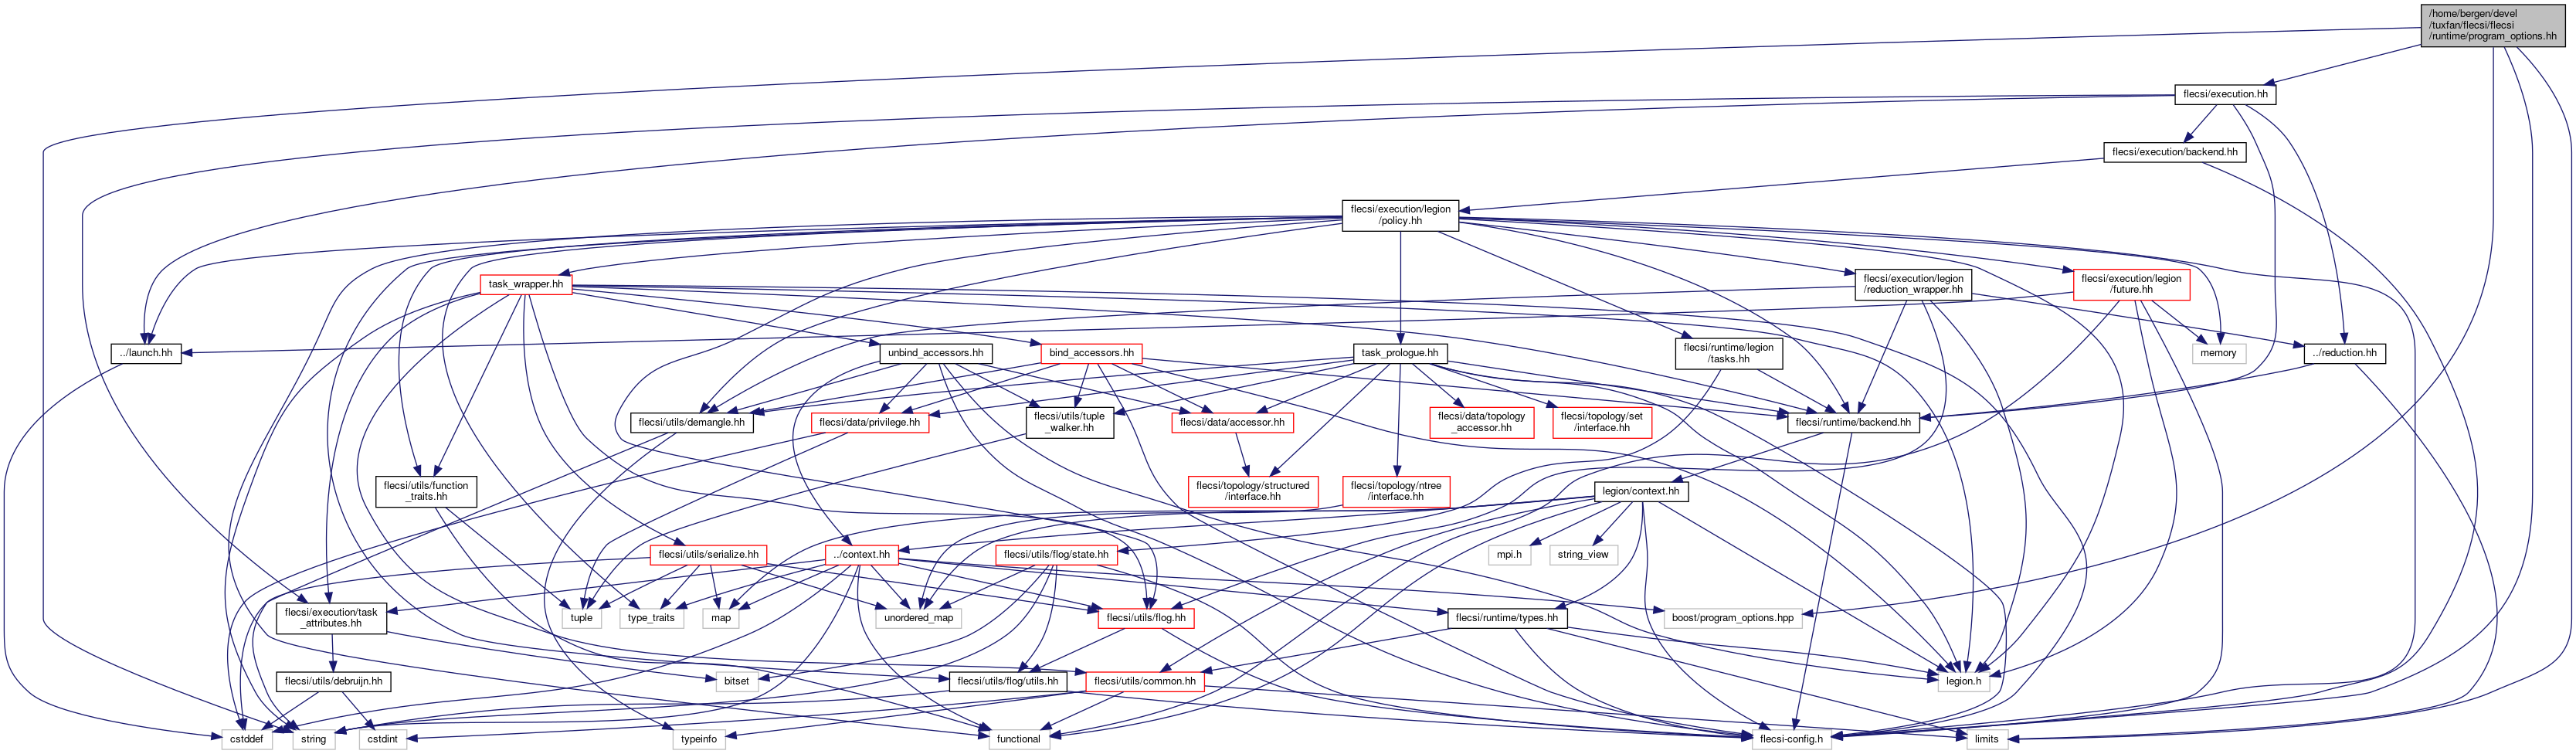 /home/bergen/devel
/tuxfan/flecsi/flecsi
/runtime/program_options.hh
flecsi/execution.hh
flecsi/execution/backend.hh
flecsi/execution/legion
/policy.hh
task_wrapper.hh
flecsi/execution/legion
/reduction_wrapper.hh
flecsi/execution/legion
/future.hh
../launch.hh
unbind_accessors.hh
bind_accessors.hh
task_prologue.hh
flecsi/runtime/legion
/tasks.hh
memory
../reduction.hh
flecsi/utils/demangle.hh
flecsi/data/privilege.hh
flecsi/utils/tuple
_walker.hh
flecsi/data/accessor.hh
flecsi/data/topology
_accessor.hh
flecsi/topology/set
/interface.hh
flecsi/runtime/backend.hh
flecsi/utils/function
_traits.hh
flecsi/topology/structured
/interface.hh
flecsi/topology/ntree
/interface.hh
legion/context.hh
flecsi/utils/serialize.hh
../context.hh
flecsi/utils/flog/state.hh
mpi.h
string_view
flecsi/execution/task
_attributes.hh
tuple
type_traits
map
unordered_map
flecsi/utils/flog.hh
flecsi/runtime/types.hh
boost/program_options.hpp
flecsi/utils/debruijn.hh
bitset
flecsi/utils/flog/utils.hh
flecsi/utils/common.hh
legion.h
cstddef
string
cstdint
typeinfo
functional
flecsi-config.h
limits